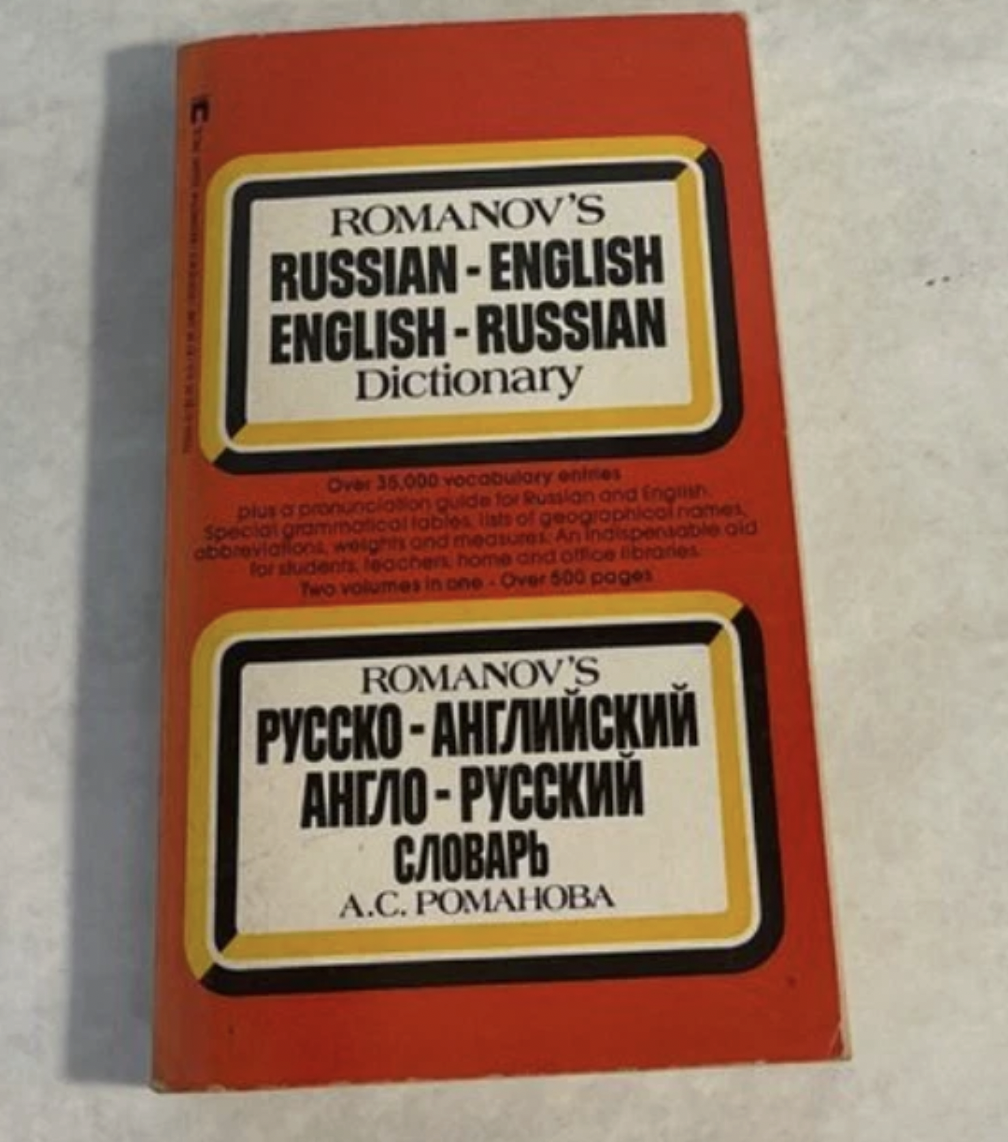 ROMANOV'S
RUSSIAN - ENGLISH
ENGLISH - RUSSIAN
Dictionary
Over 35,000 vocabulary entries
plus a pronunciation guide for Russian and English.
Special grammatical tables, lists of geographical names,
abbreviations, weights and measures. An indispensable aid
for students, teachers, home and office libraries.
Two volumes in one - Over 500 pages
ROMANOV'S
РУССКО - АНГЛИЙСКИЙ
АНГЛО - РУССКИЙ
СЛОВАРЬ
А.С. РОМАНОВА